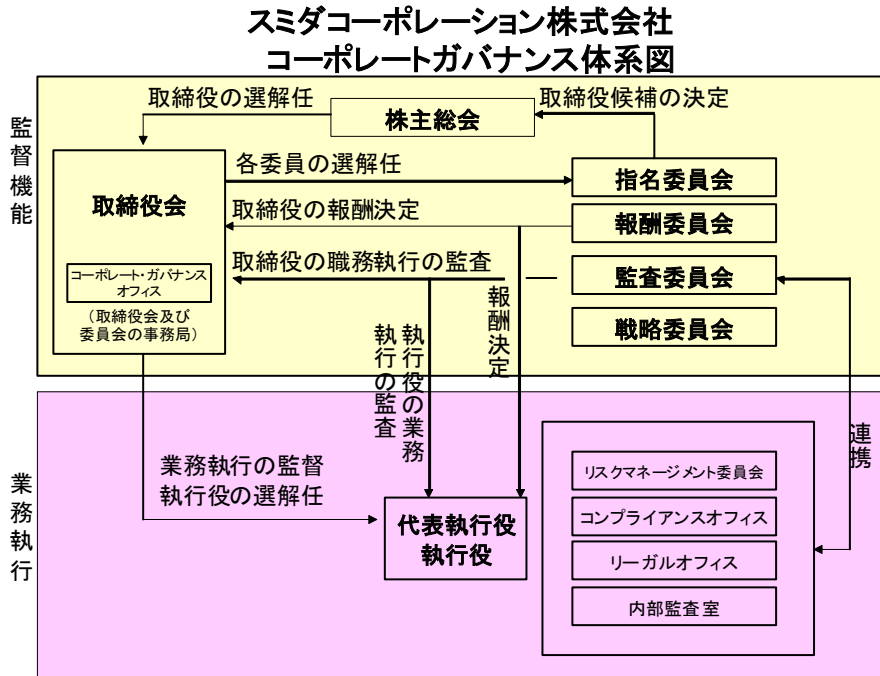 スミダコーポレーション株式会社
コーポレートガバナンス体系図
監督機能
取締役の選解任
株主総会
取締役候補の決定
取締役会
各委員の選解任
指名委員会
取締役の報酬決定
報酬委員会
コーポレート・ガバナンス
オフィス
(取締役会及び
委員会の事務局)
取締役の職務執行の監査
監査委員会
戦略委員会
報酬決定
執行役の業務
執行の監査
連携
業務執行
業務執行の監督
執行役の選解任
代表執行役
執行役
リスクマネージメント委員会
コンプライアンスオフィス
リーガルオフィス
内部監査室